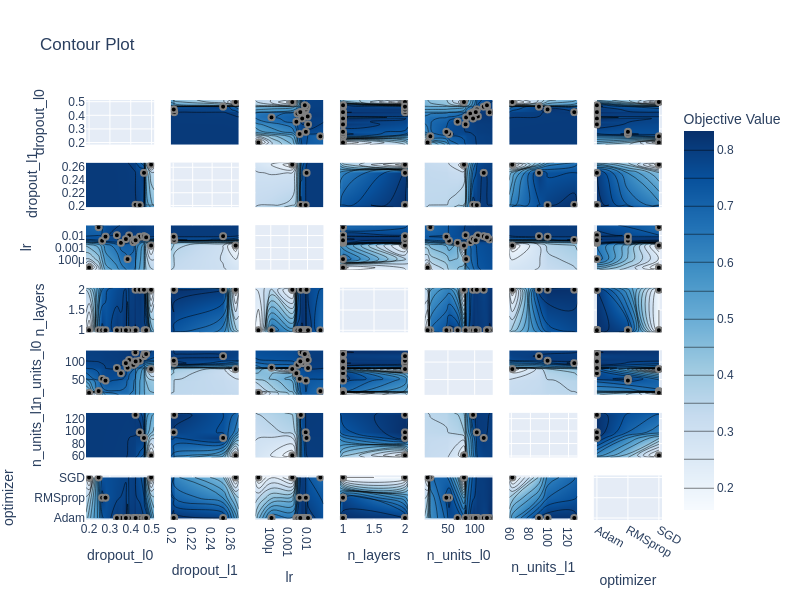 Contour Plot
Objective Value
0.8
0.7
0.6
0.5
0.4
0.3
0.2
dropout_l0
0.5
0.4
0.3
0.2
dropout_l1
0.26
0.24
0.22
0.2
lr
0.01
0.001
100μ
n_layers
2
1.5
1
n_units_l0
100
50
n_units_l1
120
100
80
60
optimizer
SGD
RMSprop
Adam
0.2 0.3 0.4 0.5
0.2 0.22 0.24 0.26
100μ 0.001 0.01
1 1.5 2
50 100
60 80 100 120
Adam RMSprop SGD
dropout_l0
dropout_l1
lr
n_layers
n_units_l0
n_units_l1
optimizer